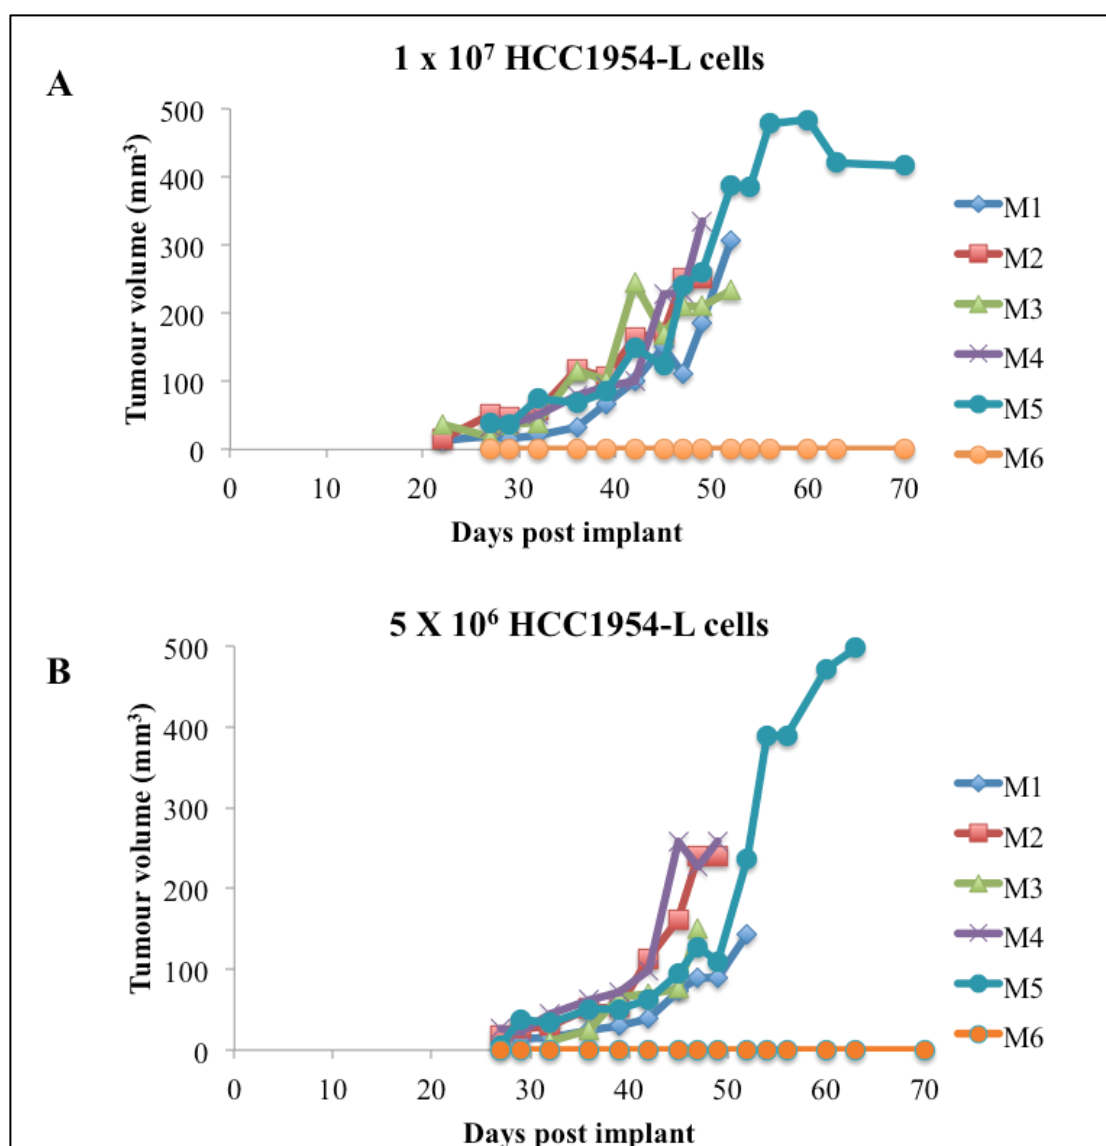 1 x 10⁷ HCC1954-L cells
A
Tumour volume (mm³)
500
400
300
200
100
0
0 10 20 30 40 50 60 70
Days post implant
M1
M2
M3
M4
M5
M6
5 X 10⁶ HCC1954-L cells
B
Tumour volume (mm³)
500
400
300
200
100
0
0 10 20 30 40 50 60 70
Days post implant
M1
M2
M3
M4
M5
M6